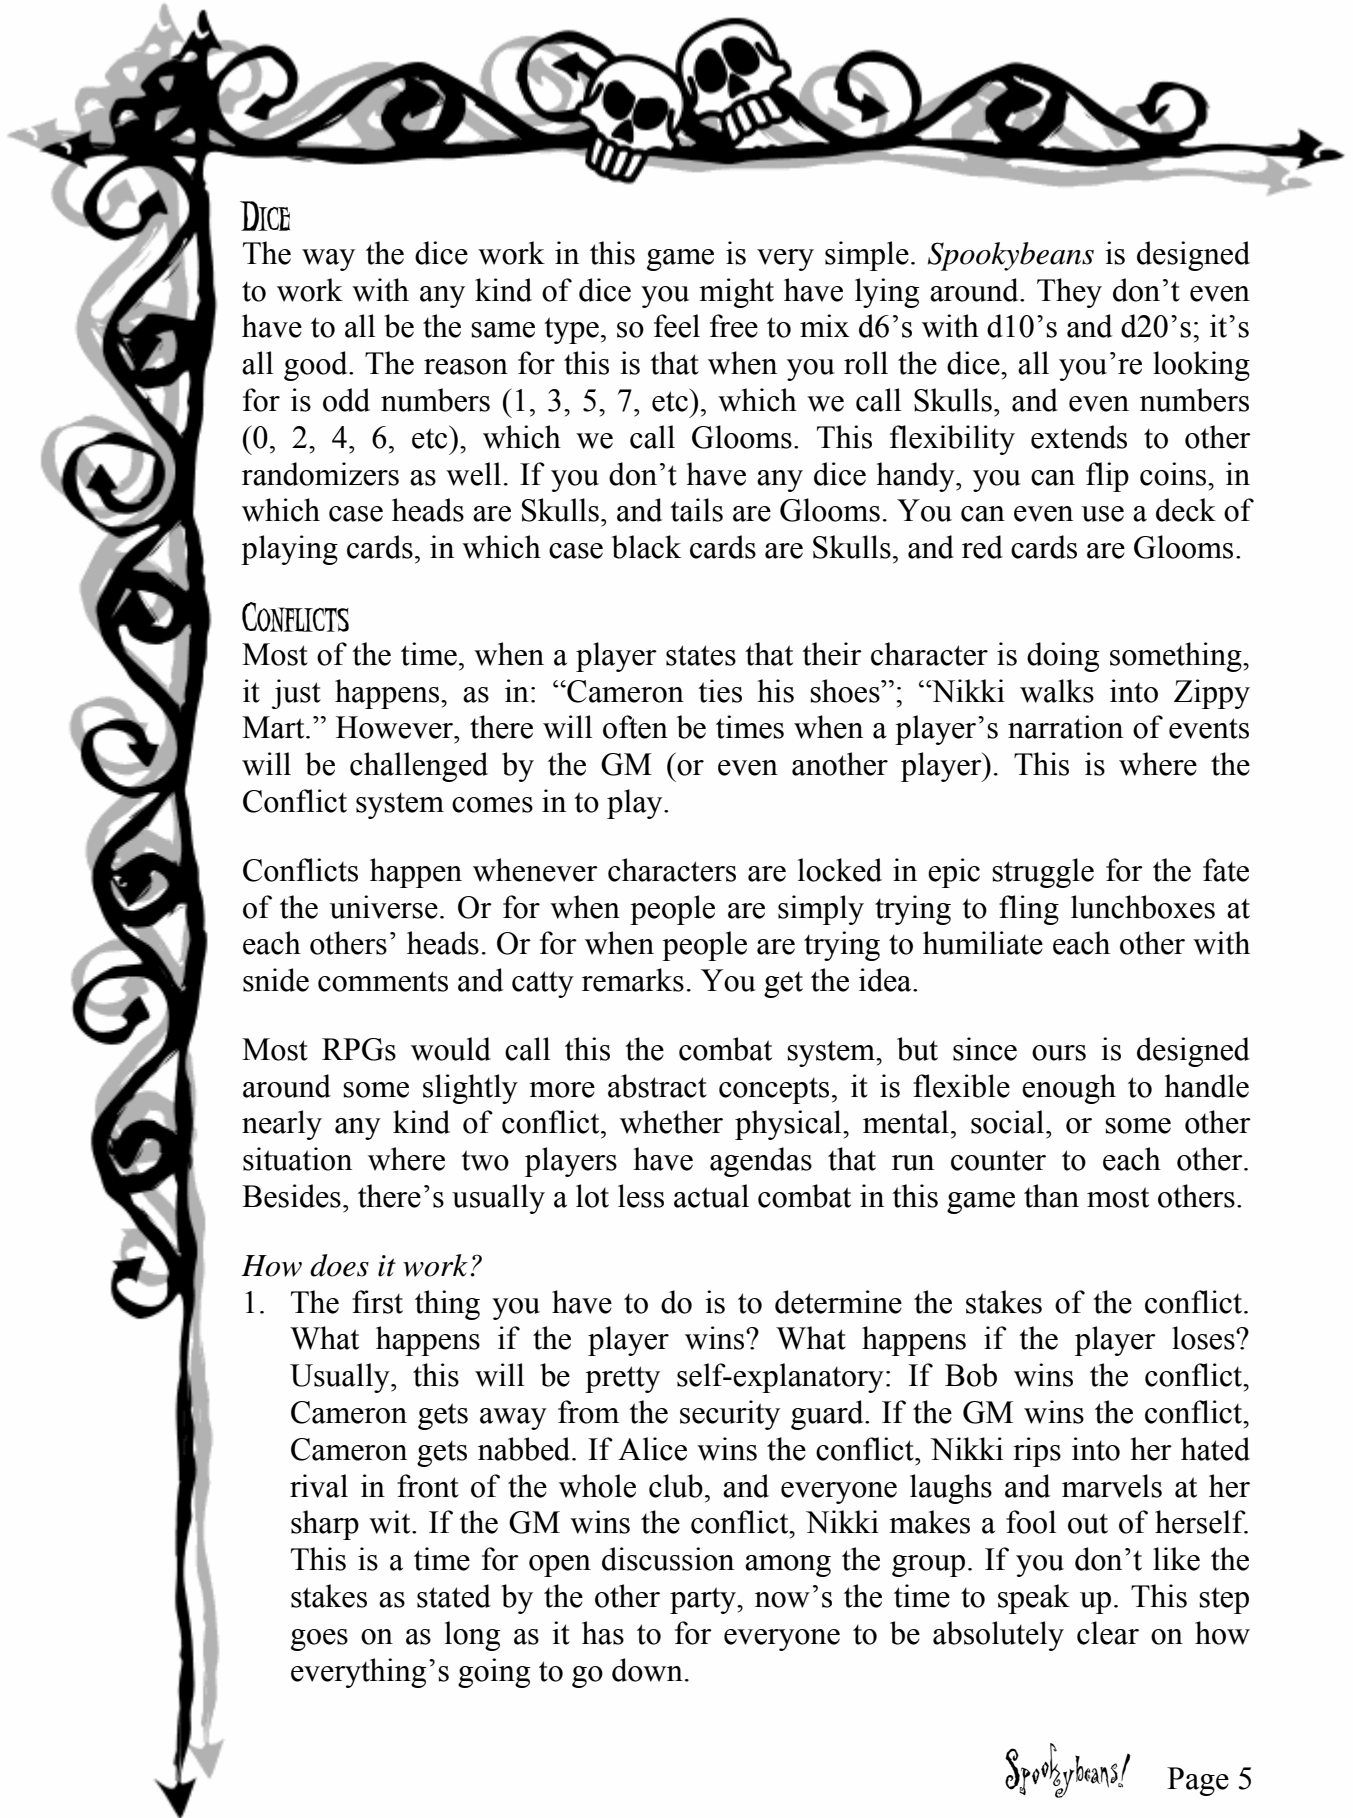 DICE
The way the dice work in this game is very simple. Spookybeans is designed
to work with any kind of dice you might have lying around. They don’t even
have to all be the same type, so feel free to mix d6’s with d10’s and d20’s; it’s
all good. The reason for this is that when you roll the dice, all you’re looking
for is odd numbers (1, 3, 5, 7, etc), which we call Skulls, and even numbers
(0, 2, 4, 6, etc), which we call Glooms. This flexibility extends to other
randomizers as well. If you don’t have any dice handy, you can flip coins, in
which case heads are Skulls, and tails are Glooms. You can even use a deck of
playing cards, in which case black cards are Skulls, and red cards are Glooms.
CONFLICTS
Most of the time, when a player states that their character is doing something,
it just happens, as in: “Cameron ties his shoes”; “Nikki walks into Zippy
Mart.” However, there will often be times when a player’s narration of events
will be challenged by the GM (or even another player). This is where the
Conflict system comes in to play.
Conflicts happen whenever characters are locked in epic struggle for the fate
of the universe. Or for when people are simply trying to fling lunchboxes at
each others’ heads. Or for when people are trying to humiliate each other with
snide comments and catty remarks. You get the idea.
Most RPGs would call this the combat system, but since ours is designed
around some slightly more abstract concepts, it is flexible enough to handle
nearly any kind of conflict, whether physical, mental, social, or some other
situation where two players have agendas that run counter to each other.
Besides, there’s usually a lot less actual combat in this game than most others.
How does it work?
1. The first thing you have to do is to determine the stakes of the conflict.
What happens if the player wins? What happens if the player loses?
Usually, this will be pretty self-explanatory: If Bob wins the conflict,
Cameron gets away from the security guard. If the GM wins the conflict,
Cameron gets nabbed. If Alice wins the conflict, Nikki rips into her hated
rival in front of the whole club, and everyone laughs and marvels at her
sharp wit. If the GM wins the conflict, Nikki makes a fool out of herself.
This is a time for open discussion among the group. If you don’t like the
stakes as stated by the other party, now’s the time to speak up. This step
goes on as long as it has to for everyone to be absolutely clear on how
everything’s going to go down.
Spookybeans! Page 5